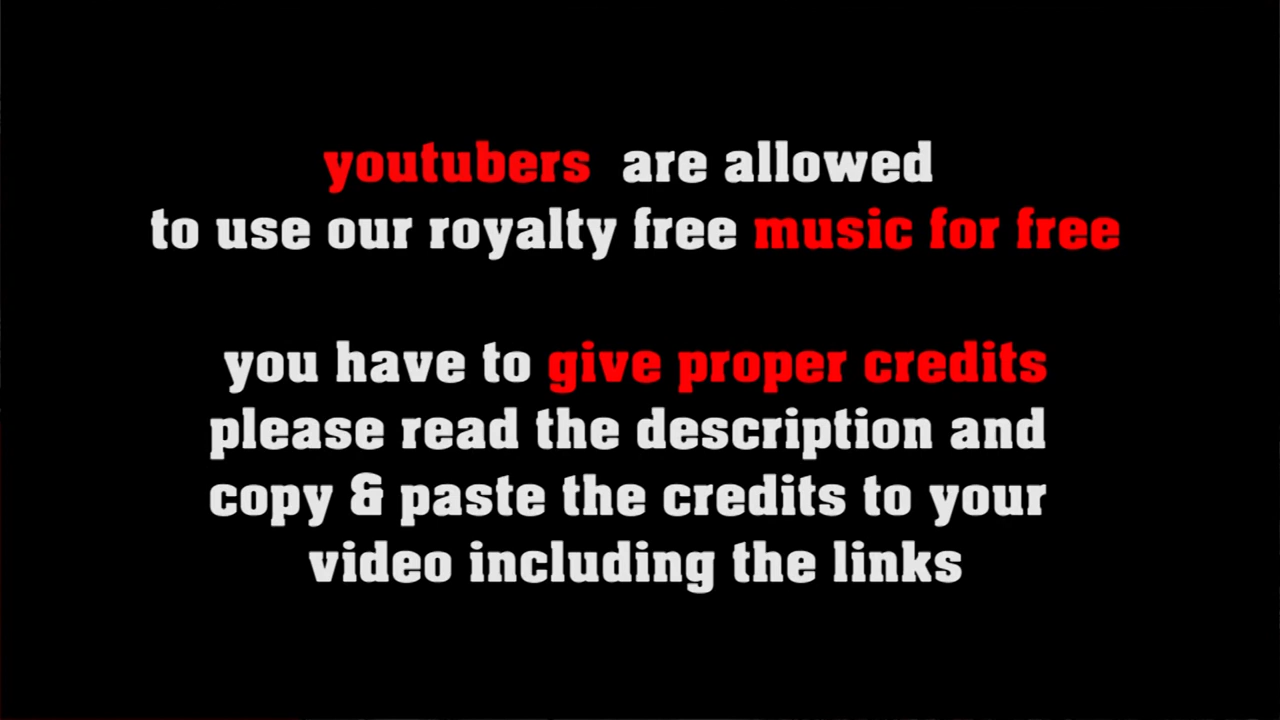 youtubers are allowed
to use our royalty free music for free
you have to give proper credits
please read the description and
copy & paste the credits to your
video including the links